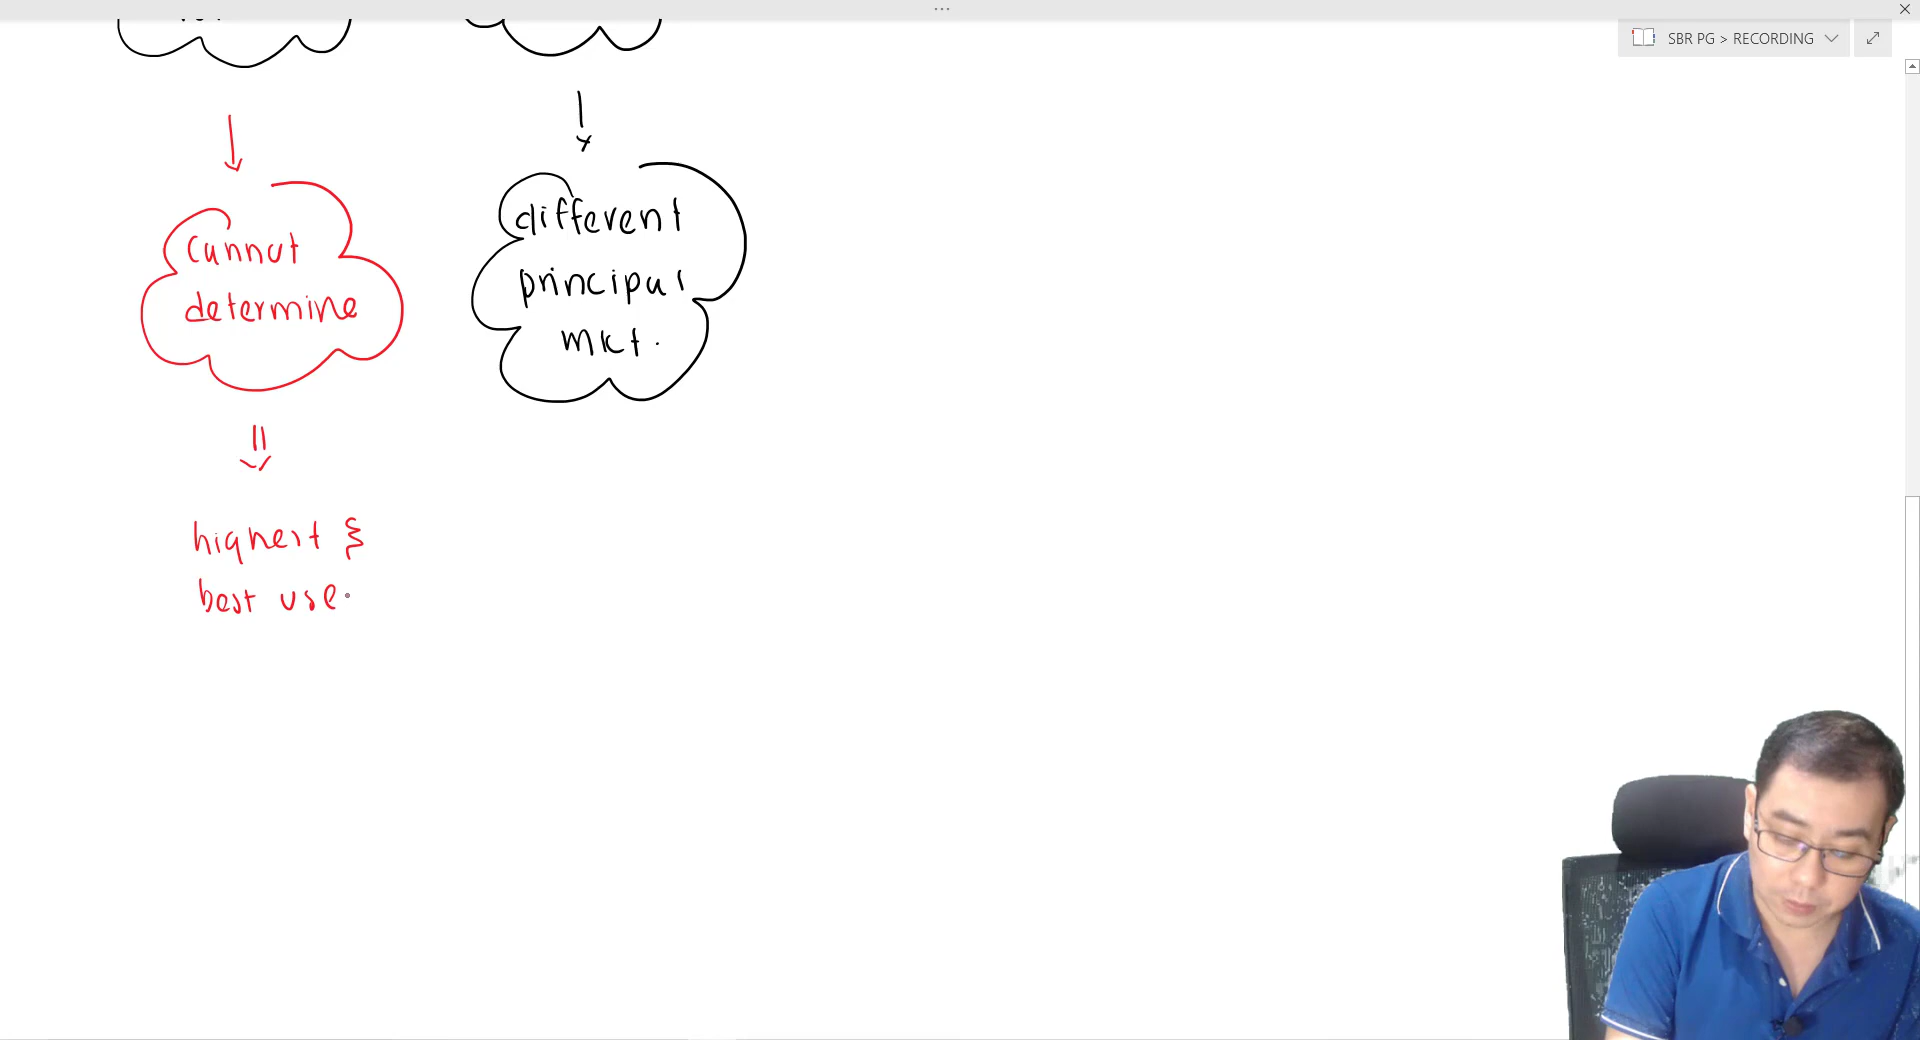 SBR PG > RECORDING
cannot
determine
different
principal
mkt.
highest &
best use